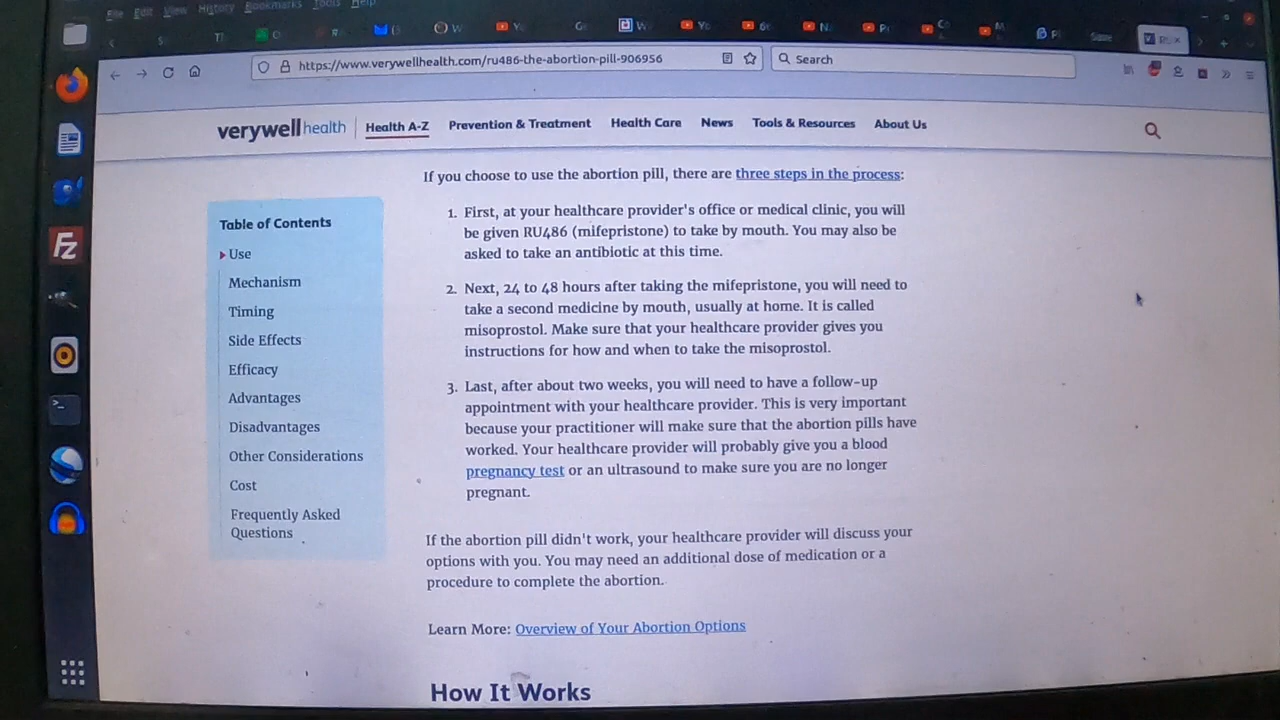 File Edit View History Bookmarks Tools Help
https://www.verywellhealth.com/ru486-the-abortion-pill-906956
Search
verywell health
Health A-Z
Prevention & Treatment
Health Care
News
Tools & Resources
About Us
If you choose to use the abortion pill, there are three steps in the process:
Table of Contents
Use
Mechanism
Timing
Side Effects
Efficacy
Advantages
Disadvantages
Other Considerations
Cost
Frequently Asked
Questions
1. First, at your healthcare provider's office or medical clinic, you will
be given RU486 (mifepristone) to take by mouth. You may also be
asked to take an antibiotic at this time.
2. Next, 24 to 48 hours after taking the mifepristone, you will need to
take a second medicine by mouth, usually at home. It is called
misoprostol. Make sure that your healthcare provider gives you
instructions for how and when to take the misoprostol.
3. Last, after about two weeks, you will need to have a follow-up
appointment with your healthcare provider. This is very important
because your practitioner will make sure that the abortion pills have
worked. Your healthcare provider will probably give you a blood
pregnancy test or an ultrasound to make sure you are no longer
pregnant.
If the abortion pill didn't work, your healthcare provider will discuss your
options with you. You may need an additional dose of medication or a
procedure to complete the abortion.
Learn More: Overview of Your Abortion Options
How It Works
Fz